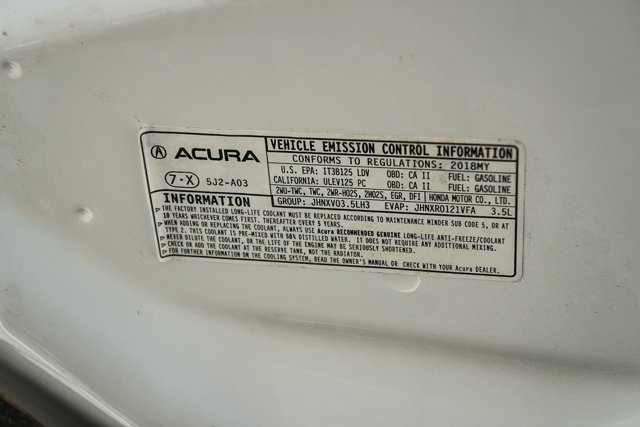 ACURA
7·X 5J2-A03
VEHICLE EMISSION CONTROL INFORMATION
CONFORMS TO REGULATIONS: 2018MY
U.S. EPA: IT3B125 LDV OBD: CA II FUEL: GASOLINE
CALIFORNIA: ULEV125 PC OBD: CA II FUEL: GASOLINE
2WU-TWC, TWC, 2WR-HO2S, 2HO2S, EGR, DFI HONDA MOTOR CO., LTD.
GROUP: JHNXV03.5LH3 EVAP: JHNXR0121VFA 3.5L
INFORMATION
▸ THE FACTORY INSTALLED LONG-LIFE COOLANT MUST BE REPLACED ACCORDING TO MAINTENANCE MINDER SUB CODE 5, OR AT
10 YEARS WHICHEVER COMES FIRST, THEREAFTER EVERY 5 YEARS.
▸ WHEN ADDING OR REPLACING THE COOLANT, ALWAYS USE Acura RECOMMENDED GENUINE LONG-LIFE ANTI-FREEZE/COOLANT
TYPE 2. THIS COOLANT IS PRE-MIXED WITH 50% DISTILLED WATER. IT DOES NOT REQUIRE ANY ADDITIONAL MIXING.
▸ NEVER DILUTE THE COOLANT, OR THE LIFE OF THE ENGINE MAY BE SERIOUSLY SHORTENED.
▸ CHECK OR ADD COOLANT AT THE RESERVE TANK, NOT THE RADIATOR.
▸ FOR FURTHER INFORMATION ON THE COOLING SYSTEM, READ THE OWNER'S MANUAL OR CHECK WITH YOUR Acura DEALER.